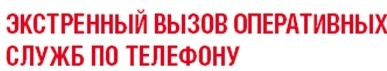 ЭКСТРЕННЫЙ ВЫЗОВ ОПЕРАТИВНЫХ
СЛУЖБ ПО ТЕЛЕФОНУ